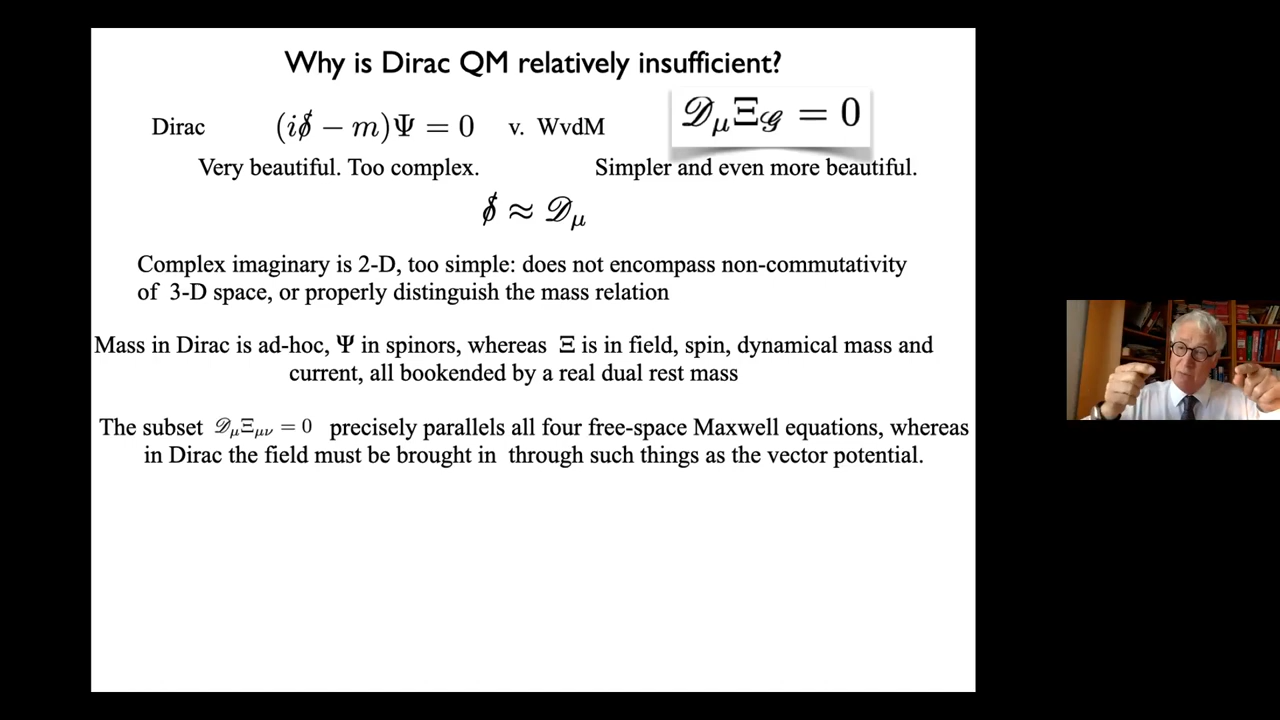 Why is Dirac QM relatively insufficient?
Dirac (i∂̸ − m)Ψ = 0 v. WvdM 𝒟μΞ𝒢 = 0
Very beautiful. Too complex. Simpler and even more beautiful.
∂̸ ≈ 𝒟μ
Complex imaginary is 2-D, too simple: does not encompass non-commutativity
of 3-D space, or properly distinguish the mass relation
Mass in Dirac is ad-hoc, Ψ in spinors, whereas Ξ is in field, spin, dynamical mass and
current, all bookended by a real dual rest mass
The subset 𝒟μΞμν = 0 precisely parallels all four free-space Maxwell equations, whereas
in Dirac the field must be brought in through such things as the vector potential.